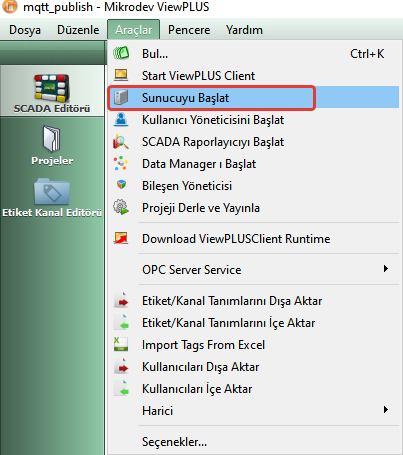 mqtt_publish - Mikrodev ViewPLUS
Dosya Düzenle Araçlar Pencere Yardım
SCADA Editörü
Projeler
Etiket Kanal Editörü
Bul... Ctrl+K
Start ViewPLUS Client
Sunucuyu Başlat
Kullanıcı Yöneticisini Başlat
SCADA Raporlayıcıyı Başlat
Data Manager ı Başlat
Bileşen Yöneticisi
Projeyi Derle ve Yayınla
Download ViewPLUSClient Runtime
OPC Server Service
Etiket/Kanal Tanımlarını Dışa Aktar
Etiket/Kanal Tanımlarını İçe Aktar
Import Tags From Excel
Kullanıcıları Dışa Aktar
Kullanıcıları İçe Aktar
Harici
Seçenekler...